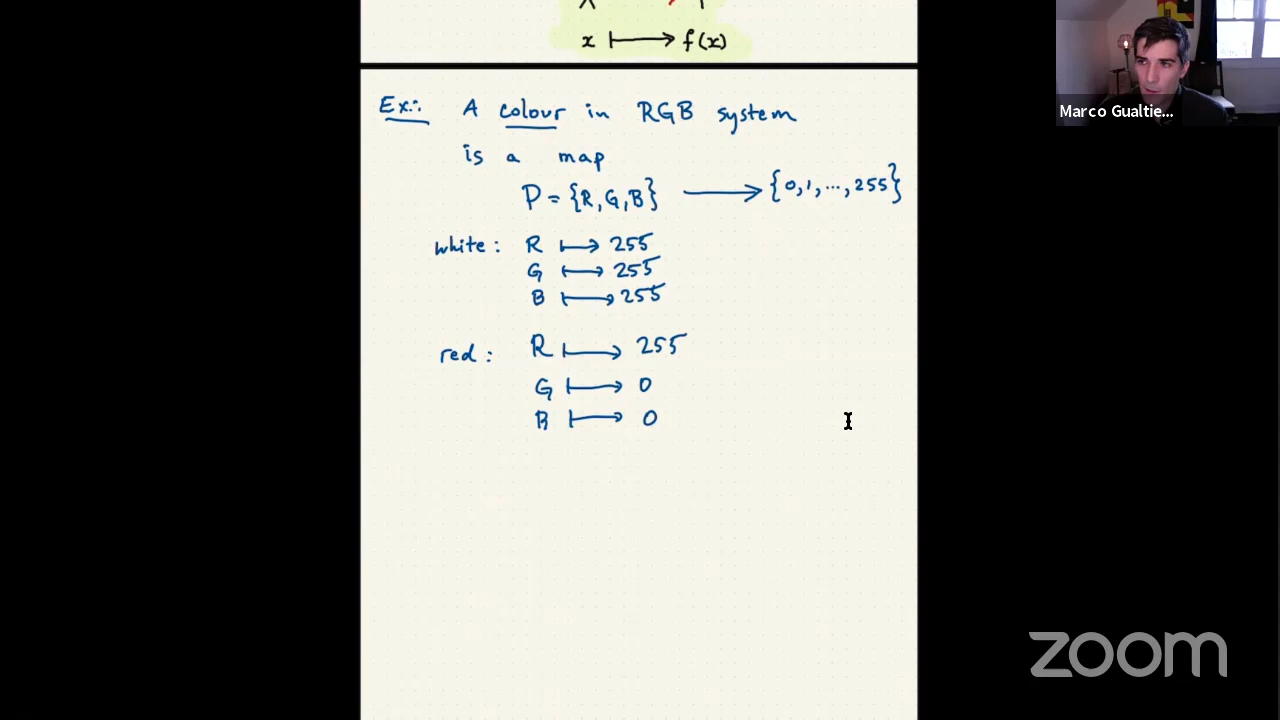 x ⟼ f(x)
Ex.: A colour in RGB system
is a map
P = {R, G, B} ⟶ {0, 1, ..., 255}
white: R ⟼ 255
G ⟼ 255
B ⟼ 255
red: R ⟼ 255
G ⟼ 0
B ⟼ 0
Marco Gualtie...
zoom